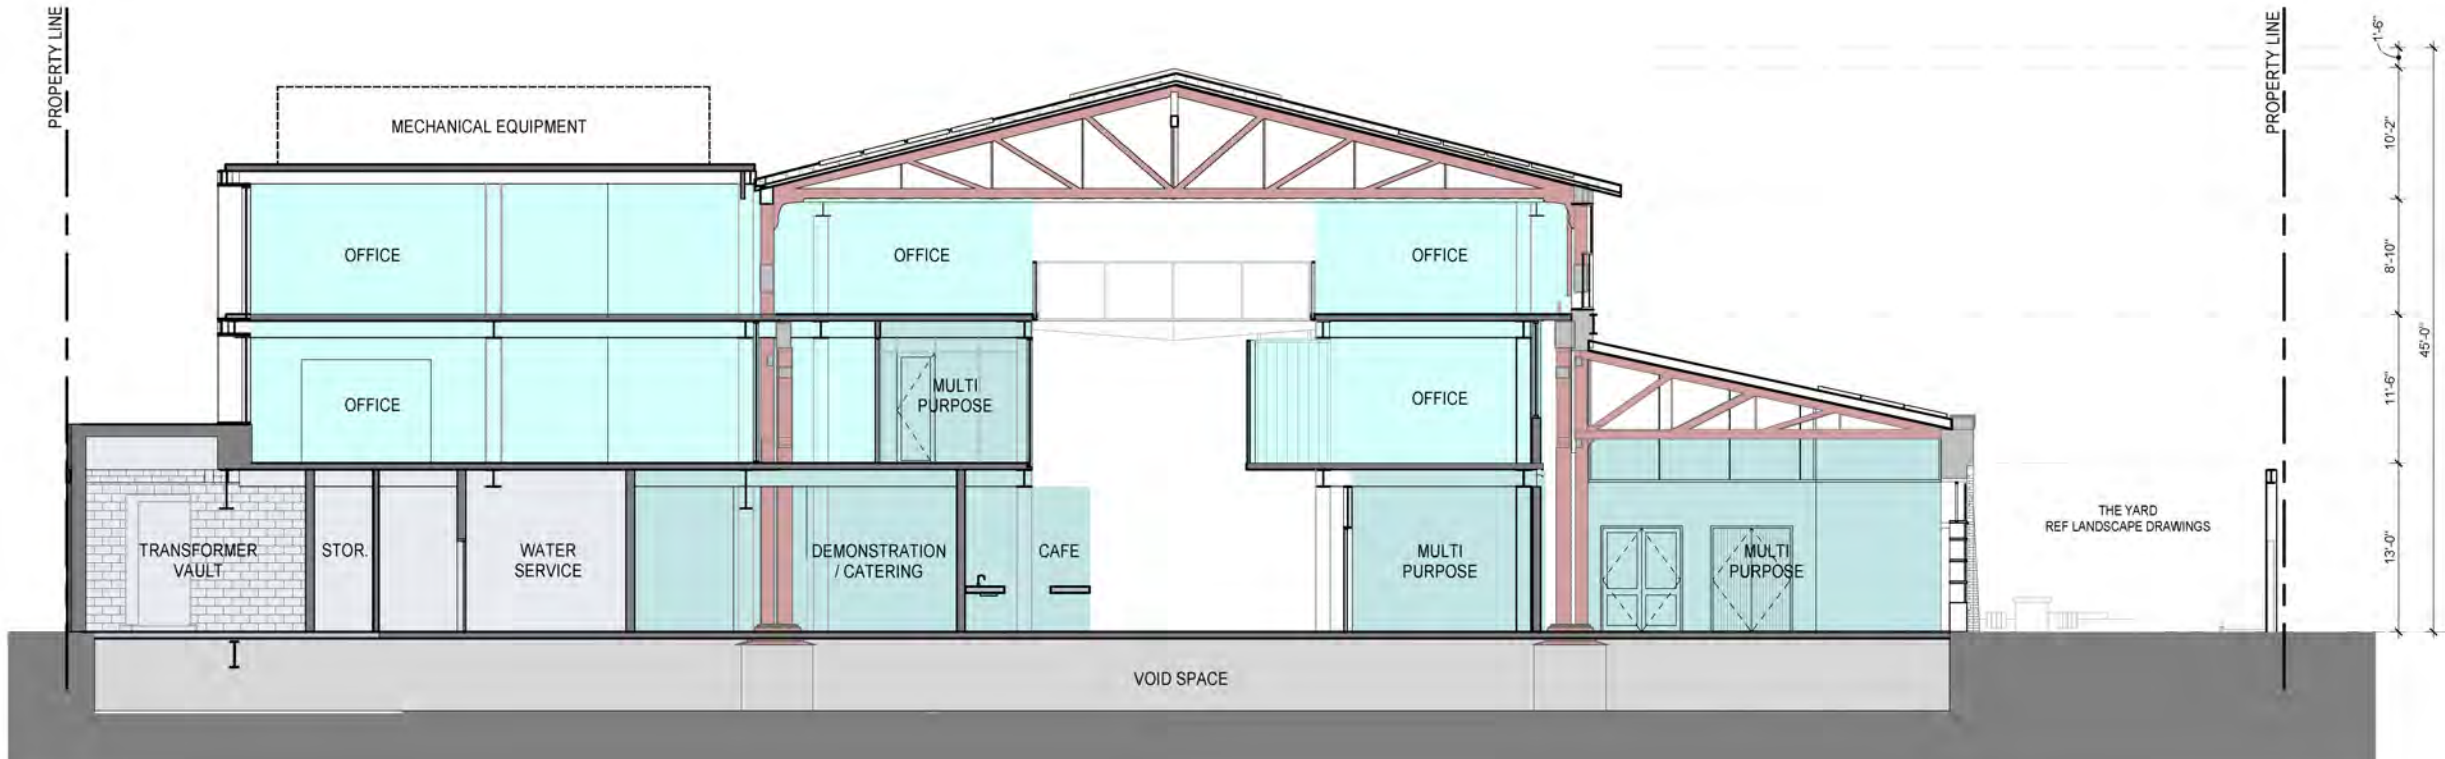 PROPERTY LINE
PROPERTY LINE
1'-6"
MECHANICAL EQUIPMENT
10'-2"
OFFICE
OFFICE
OFFICE
8'-10"
45'-0"
OFFICE
MULTI
PURPOSE
OFFICE
11'-6"
TRANSFORMER
VAULT
STOR.
WATER
SERVICE
DEMONSTRATION
/ CATERING
CAFE
MULTI
PURPOSE
MULTI
PURPOSE
THE YARD
REF LANDSCAPE DRAWINGS
13'-0"
VOID SPACE